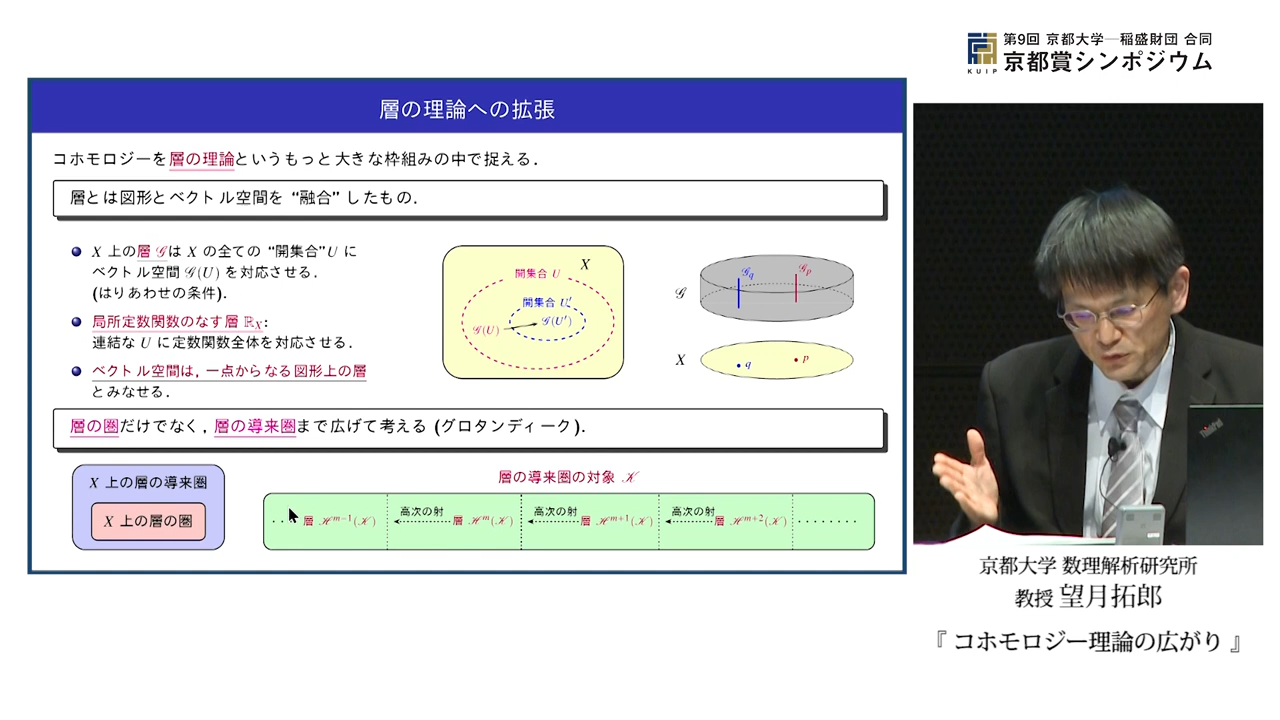 第9回 京都大学―稲盛財団 合同
京都賞シンポジウム
KUIP
層の理論への拡張
コホモロジーを層の理論というもっと大きな枠組みの中で捉える.
層とは図形とベクトル空間を “融合” したもの.
X 上の層 𝒢 は X の全ての “開集合” U に
ベクトル空間 𝒢(U) を対応させる.
(はりあわせの条件).
局所定数関数のなす層 ℝ_X:
連結な U に定数関数全体を対応させる.
ベクトル空間は, 一点からなる図形上の層
とみなせる.
開集合 U
X
開集合 U′
𝒢(U)
𝒢(U′)
𝒢
𝒢_q
𝒢_p
X
q
p
層の圏だけでなく, 層の導来圏まで広げて考える (グロタンディーク).
X 上の層の導来圏
X 上の層の圏
層の導来圏の対象 𝒦
層 ℋ^{m−1}(𝒦) 高次の射 層 ℋ^m(𝒦) 高次の射 層 ℋ^{m+1}(𝒦) 高次の射 層 ℋ^{m+2}(𝒦)
ThinkPad
京都大学 数理解析研究所
教授 望月拓郎
『 コホモロジー理論の広がり 』